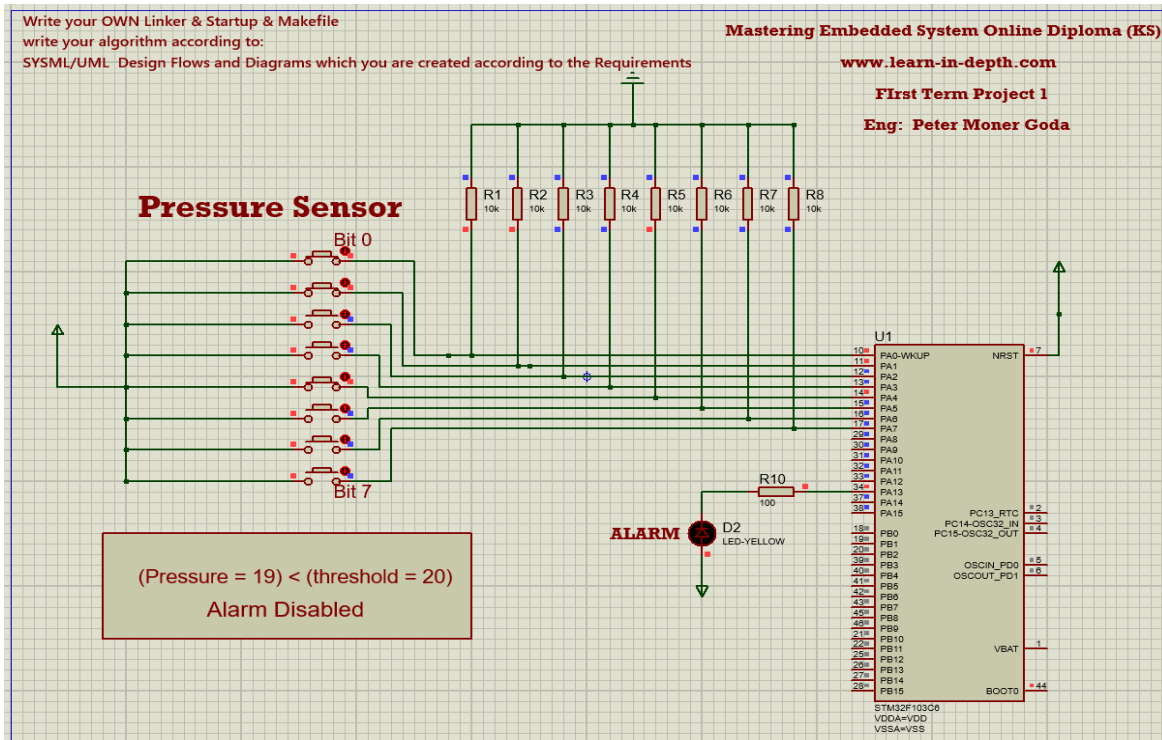 Write your OWN Linker & Startup & Makefile
write your algorithm according to:
SYSML/UML Design Flows and Diagrams which you are created according to the Requirements
Mastering Embedded System Online Diploma (KS)
www.learn-in-depth.com
FIrst Term Project 1
Eng: Peter Moner Goda
R1
10k
R2
10k
R3
10k
R4
10k
R5
10k
R6
10k
R7
10k
R8
10k
Pressure Sensor
Bit 0
Bit 7
U1
10 PA0-WKUP
11 PA1
12 PA2
13 PA3
14 PA4
15 PA5
16 PA6
17 PA7
29 PA8
30 PA9
31 PA10
32 PA11
33 PA12
34 PA13
37 PA14
38 PA15
18 PB0
19 PB1
20 PB2
39 PB3
40 PB4
41 PB5
42 PB6
43 PB7
45 PB8
46 PB9
21 PB10
22 PB11
25 PB12
26 PB13
27 PB14
28 PB15
NRST 7
PC13_RTC 2
PC14-OSC32_IN 3
PC15-OSC32_OUT 4
OSCIN_PD0 5
OSCOUT_PD1 6
VBAT 1
BOOT0 44
STM32F103C6
VDDA=VDD
VSSA=VSS
R10
100
ALARM
D2
LED-YELLOW
(Pressure = 19) < (threshold = 20)
Alarm Disabled